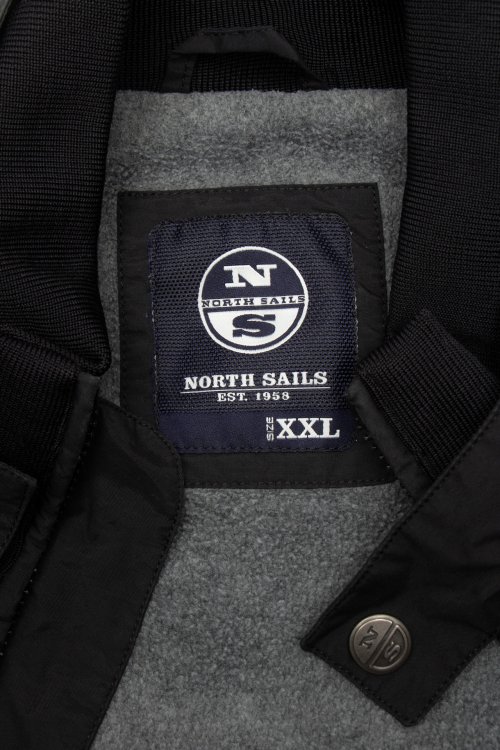 N
NORTH SAILS
S
NORTH SAILS
EST. 1958
SIZE XXL
N
S